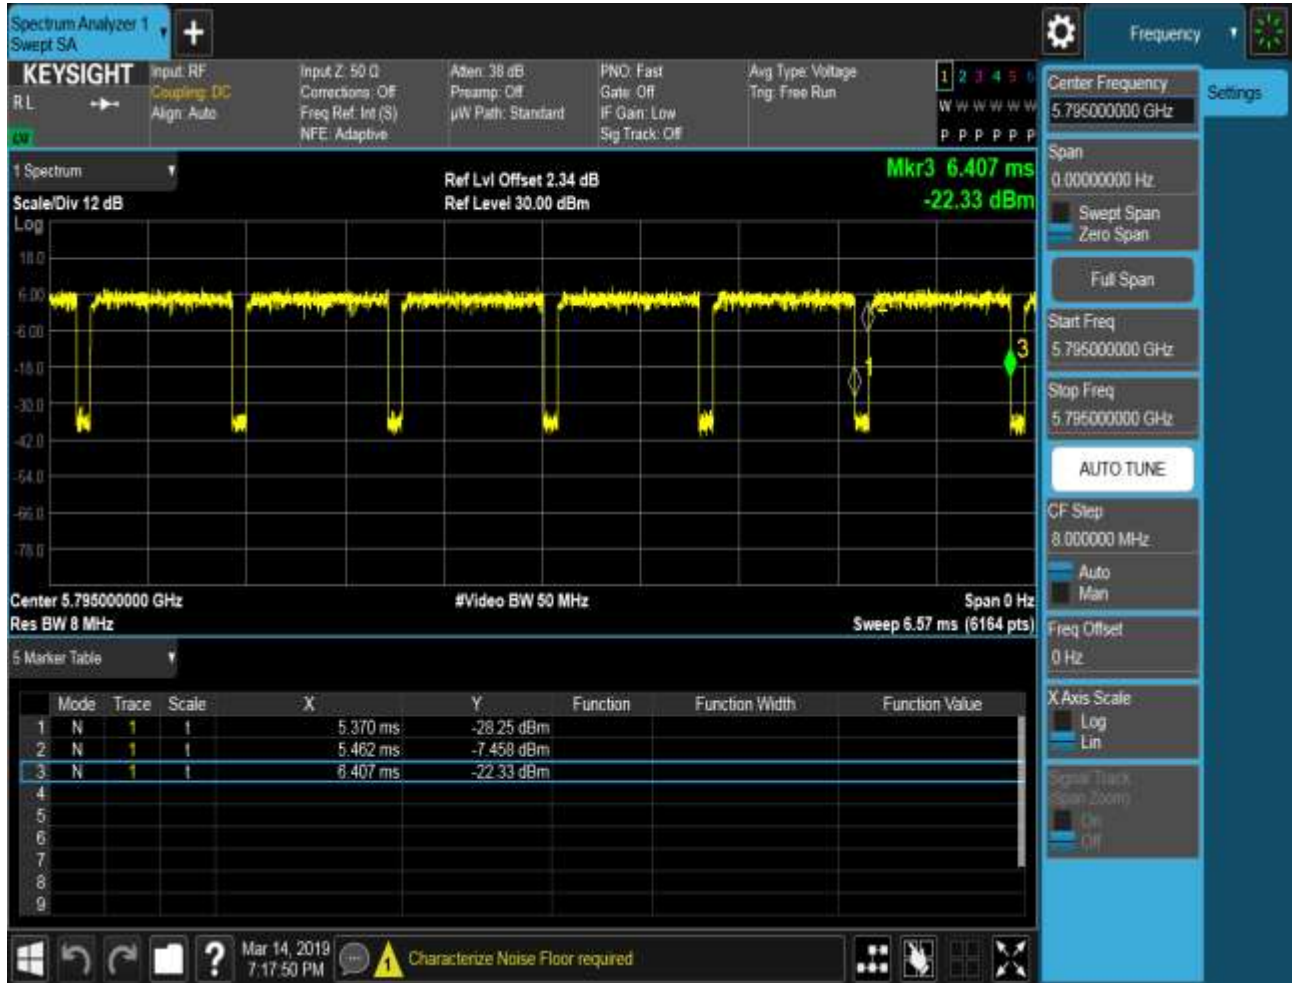 Spectrum Analyzer 1
Swept SA
+
Frequency
KEYSIGHT
R L
Input: RF
Coupling: DC
Align: Auto
Input Z: 50 Ω
Corrections: Off
Freq Ref: Int (S)
NFE: Adaptive
Atten: 38 dB
Preamp: Off
µW Path: Standard
PNO: Fast
Gate: Off
IF Gain: Low
Sig Track: Off
Avg Type: Voltage
Trig: Free Run
1 2 3 4 5 6
W W W W W W
P P P P P P
1 Spectrum
Scale/Div 12 dB
Log
Ref Lvl Offset 2.34 dB
Ref Level 30.00 dBm
Mkr3 6.407 ms
-22.33 dBm
18.0
6.00
-6.00
-18.0
-30.0
-42.0
-54.0
-66.0
-78.0
1
3
Center 5.795000000 GHz
Res BW 8 MHz
#Video BW 50 MHz
Span 0 Hz
Sweep 6.57 ms (6164 pts)
5 Marker Table
Mode Trace Scale X Y Function Function Width Function Value
1 N 1 t 5.370 ms -28.25 dBm
2 N 1 t 5.462 ms -7.458 dBm
3 N 1 t 6.407 ms -22.33 dBm
4
5
6
7
8
9
Mar 14, 2019
7:17:50 PM
?
1
Characterize Noise Floor required
Settings
Center Frequency
5.795000000 GHz
Span
0.00000000 Hz
Swept Span
Zero Span
Full Span
Start Freq
5.795000000 GHz
Stop Freq
5.795000000 GHz
AUTO TUNE
CF Step
8.000000 MHz
Auto
Man
Freq Offset
0 Hz
X Axis Scale
Log
Lin
Signal Track
(Span Zoom)
On
Off